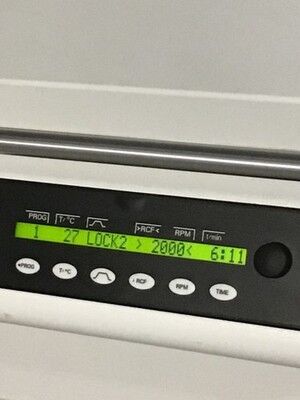 PROG T/°C >RCF< RPM t/min
1 27 LOCK2 > 2000< 6:11
PROG T/°C RCF RPM TIME